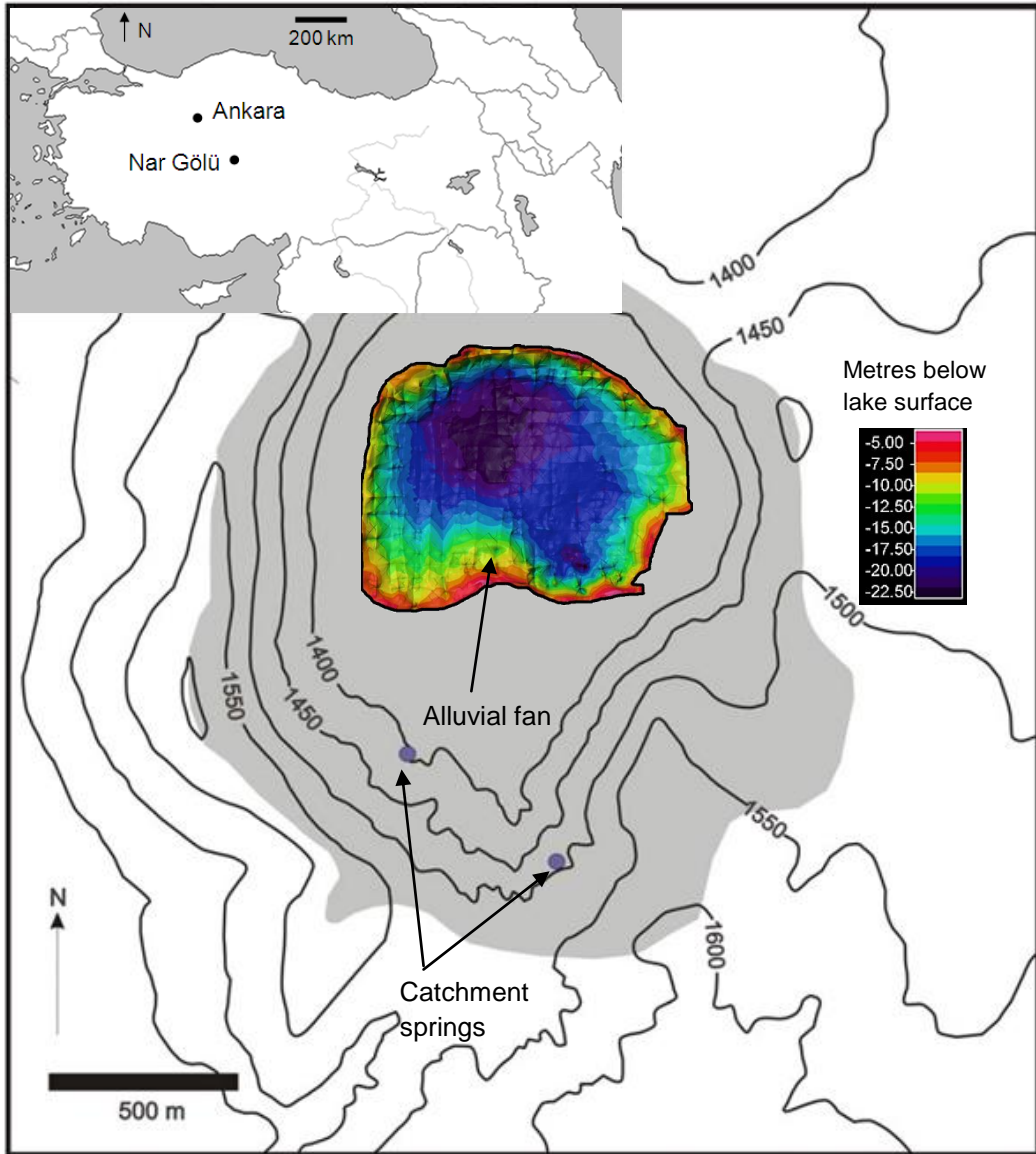 N
200 km
Ankara
Nar Gölü
1400
1450
Metres below
lake surface
-5.00
-7.50
-10.00
-12.50
-15.00
-17.50
-20.00
-22.50
1500
1400
1450
1550
Alluvial fan
1550
1600
N
Catchment
springs
500 m